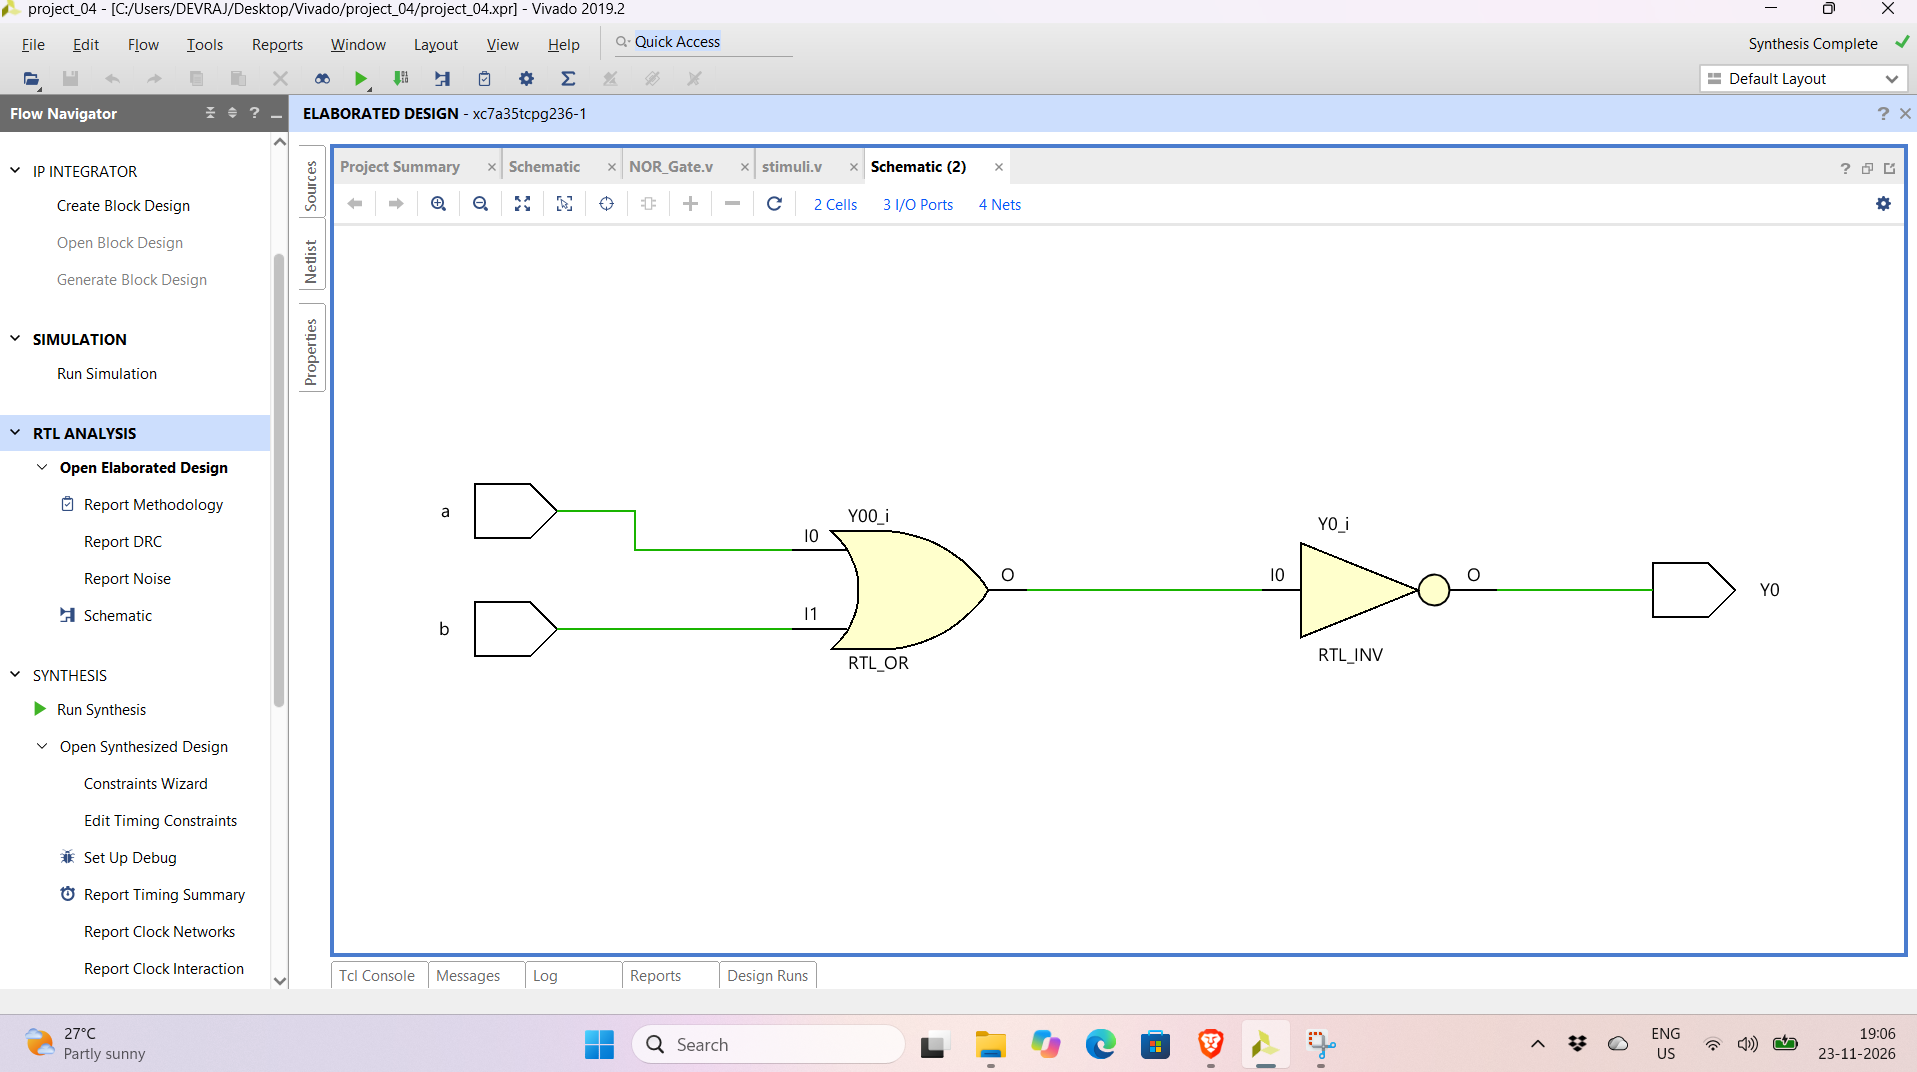 project_04 - [C:/Users/DEVRAJ/Desktop/Vivado/project_04/project_04.xpr] - Vivado 2019.2
File Edit Flow Tools Reports Window Layout View Help Quick Access Synthesis Complete
Default Layout
Flow Navigator ?
ELABORATED DESIGN - xc7a35tcpg236-1 ?
IP INTEGRATOR
Create Block Design
Open Block Design
Generate Block Design
SIMULATION
Run Simulation
RTL ANALYSIS
Open Elaborated Design
Report Methodology
Report DRC
Report Noise
Schematic
SYNTHESIS
Run Synthesis
Open Synthesized Design
Constraints Wizard
Edit Timing Constraints
Set Up Debug
Report Timing Summary
Report Clock Networks
Report Clock Interaction
Sources
Netlist
Properties
Project Summary Schematic NOR_Gate.v stimuli.v Schematic (2) ?
2 Cells 3 I/O Ports 4 Nets
a
b
Y00_i
I0
I1
O
RTL_OR
Y0_i
I0
O
RTL_INV
Y0
Tcl Console Messages Log Reports Design Runs
27°C
Partly sunny
Search
ENG
US
19:06
23-11-2026